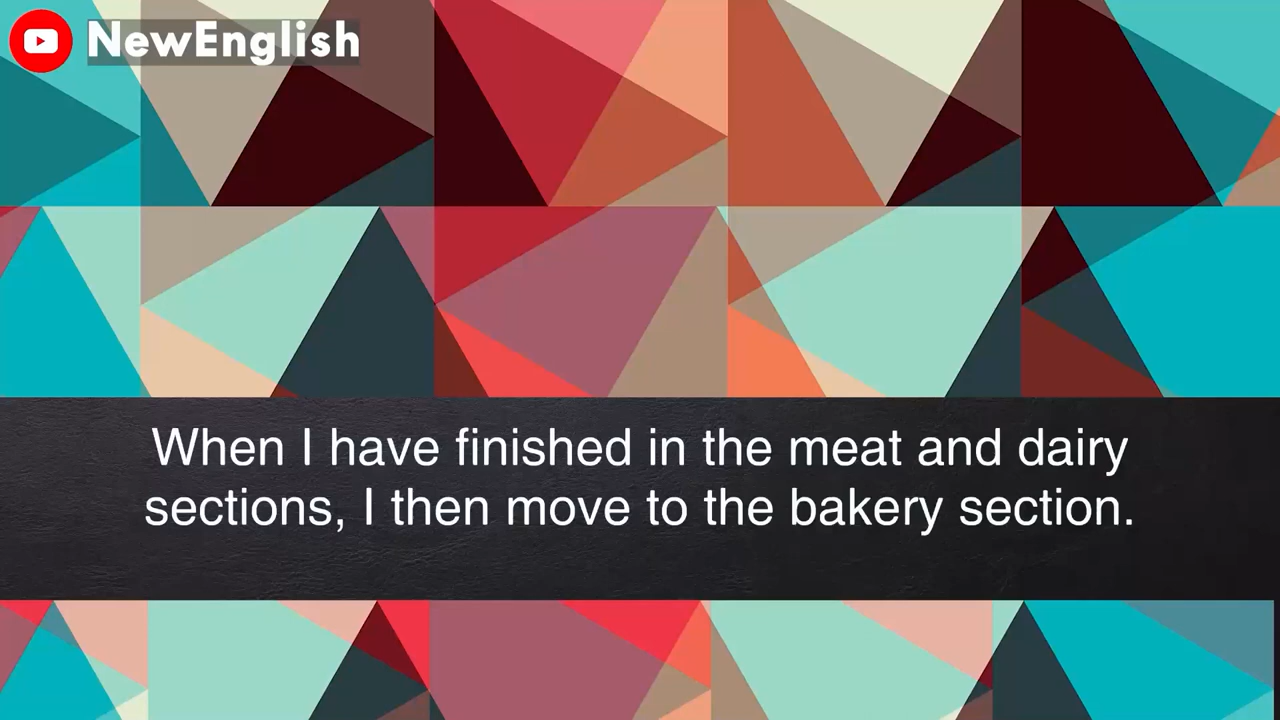 NewEnglish
When I have finished in the meat and dairy
sections, I then move to the bakery section.